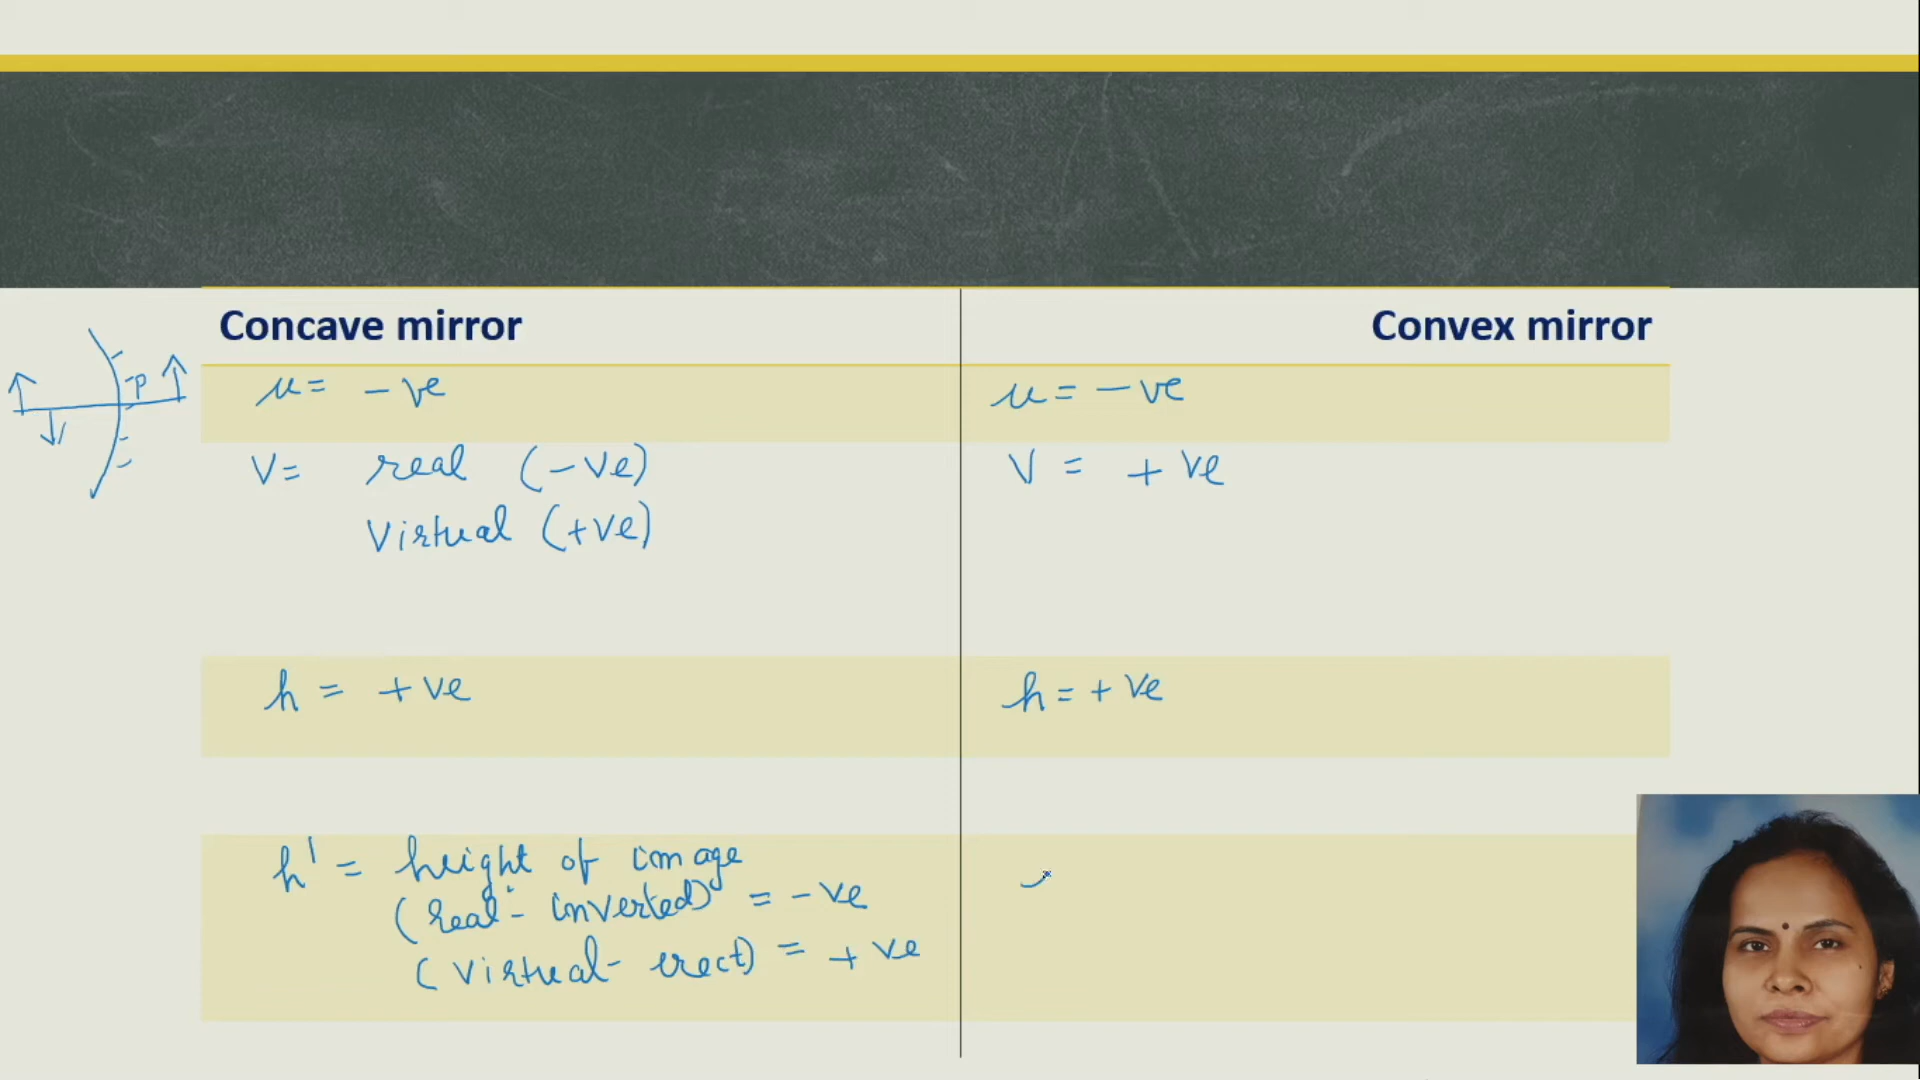 Concave mirror Convex mirror
P
u = - ve u = - ve
V = real (-ve) V = + ve
Virtual (+ve)
h = + ve h = + ve
h' = height of image
(real - inverted) = - ve
(virtual - erect) = + ve